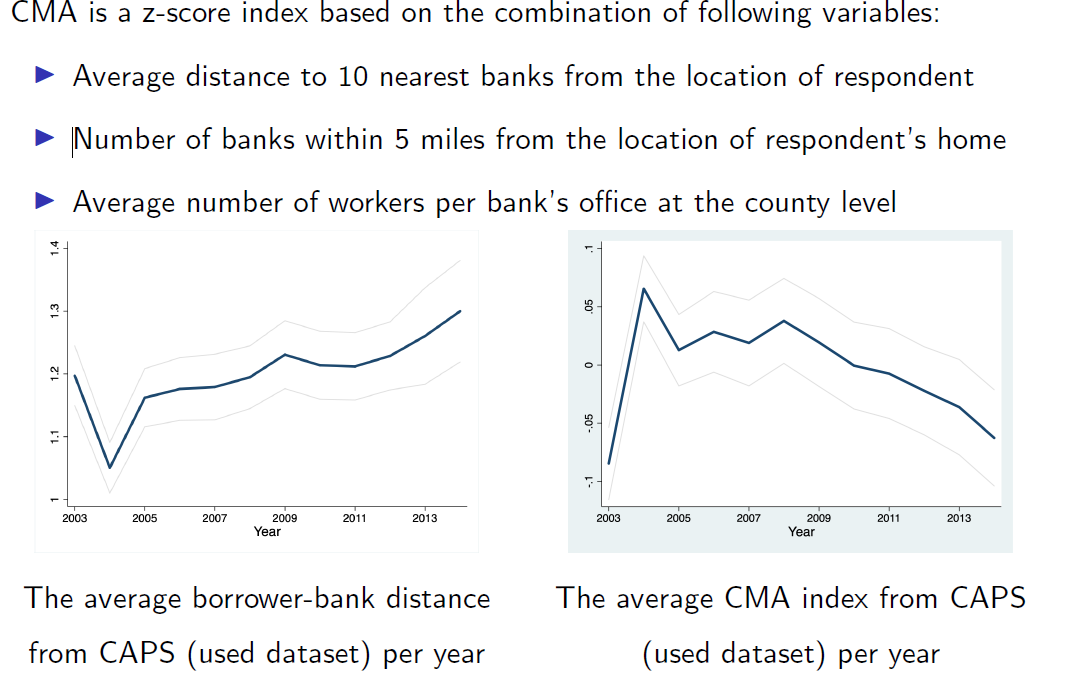 CMA is a z-score index based on the combination of following variables:
Average distance to 10 nearest banks from the location of respondent
Number of banks within 5 miles from the location of respondent's home
Average number of workers per bank's office at the county level
1.4
1.3
1.2
1.1
1
2003 2005 2007 2009 2011 2013
Year
.1
.05
0
-.05
-.1
2003 2005 2007 2009 2011 2013
Year
The average borrower-bank distance
from CAPS (used dataset) per year
The average CMA index from CAPS
(used dataset) per year